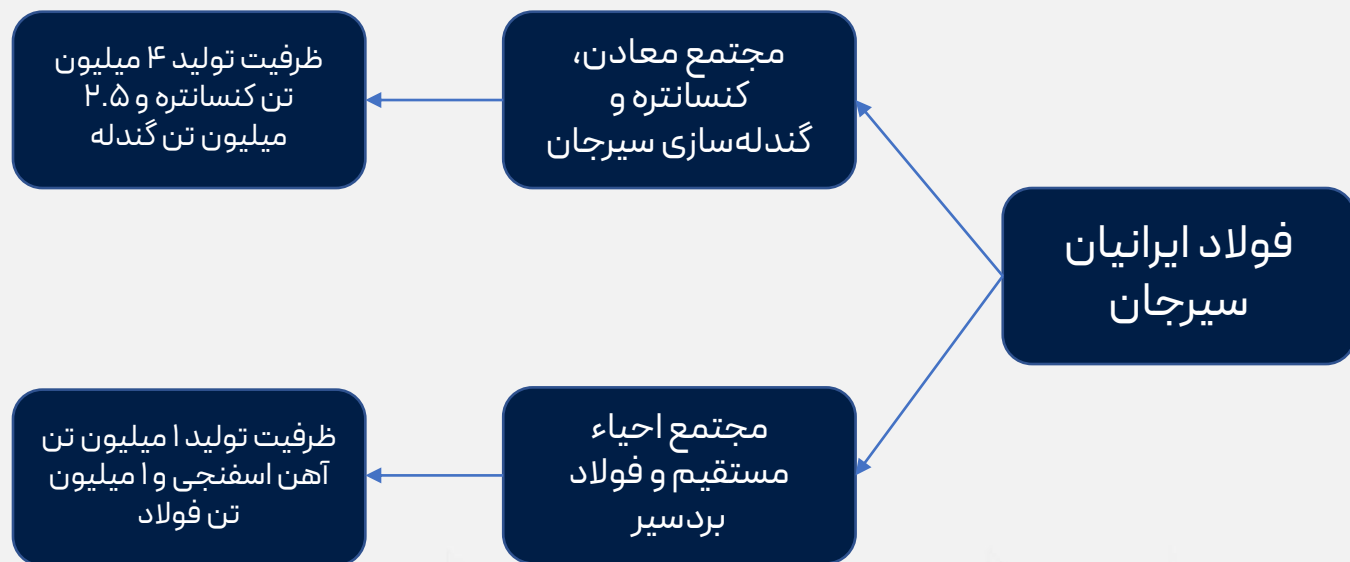 فولاد ایرانیان
سیرجان
مجتمع معادن،
کنسانتره و
گندله‌سازی سیرجان
ظرفیت تولید ۴ میلیون
تن کنسانتره و ۲.۵
میلیون تن گندله
مجتمع احیاء
مستقیم و فولاد
بردسیر
ظرفیت تولید ۱ میلیون تن
آهن اسفنجی و ۱ میلیون
تن فولاد